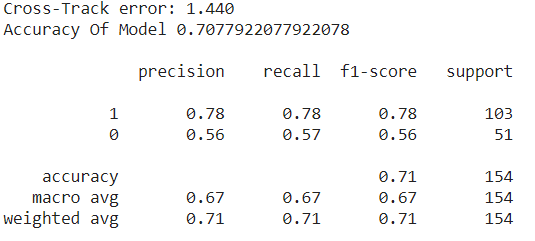 Cross-Track error: 1.440
Accuracy Of Model 0.7077922077922078
precision recall f1-score support
1 0.78 0.78 0.78 103
0 0.56 0.57 0.56 51
accuracy 0.71 154
macro avg 0.67 0.67 0.67 154
weighted avg 0.71 0.71 0.71 154